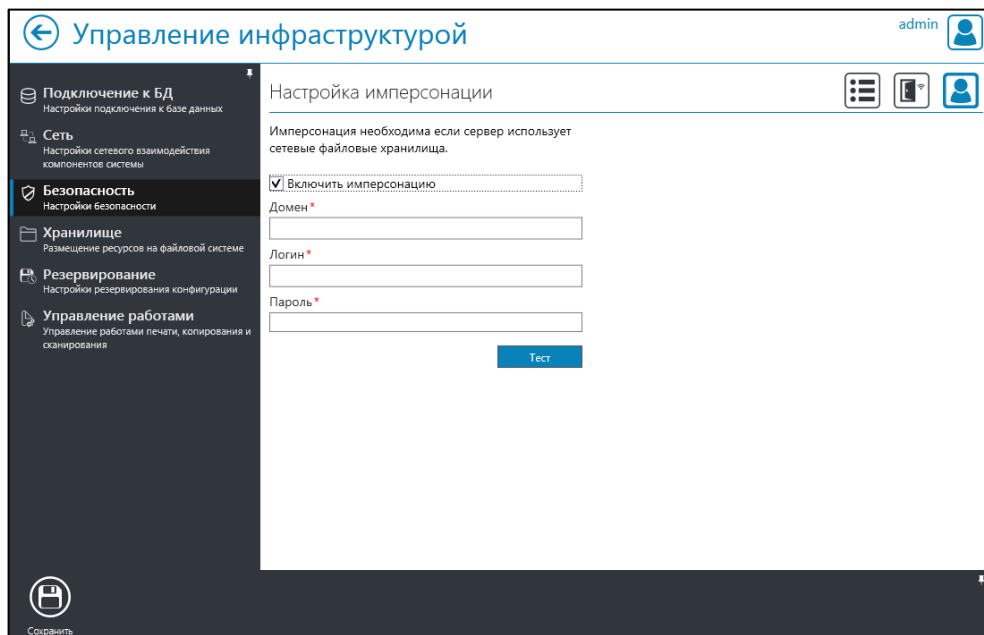 Управление инфраструктурой
admin
Подключение к БД
Настройки подключения к базе данных
Сеть
Настройки сетевого взаимодействия
компонентов системы
Безопасность
Настройки безопасности
Хранилище
Размещение ресурсов на файловой системе
Резервирование
Настройки резервирования конфигурации
Управление работами
Управление работами печати, копирования и
сканирования
Настройка имперсонации
Имперсонация необходима если сервер использует
сетевые файловые хранилища.
Включить имперсонацию
Домен*
Логин*
Пароль*
Тест
Сохранить